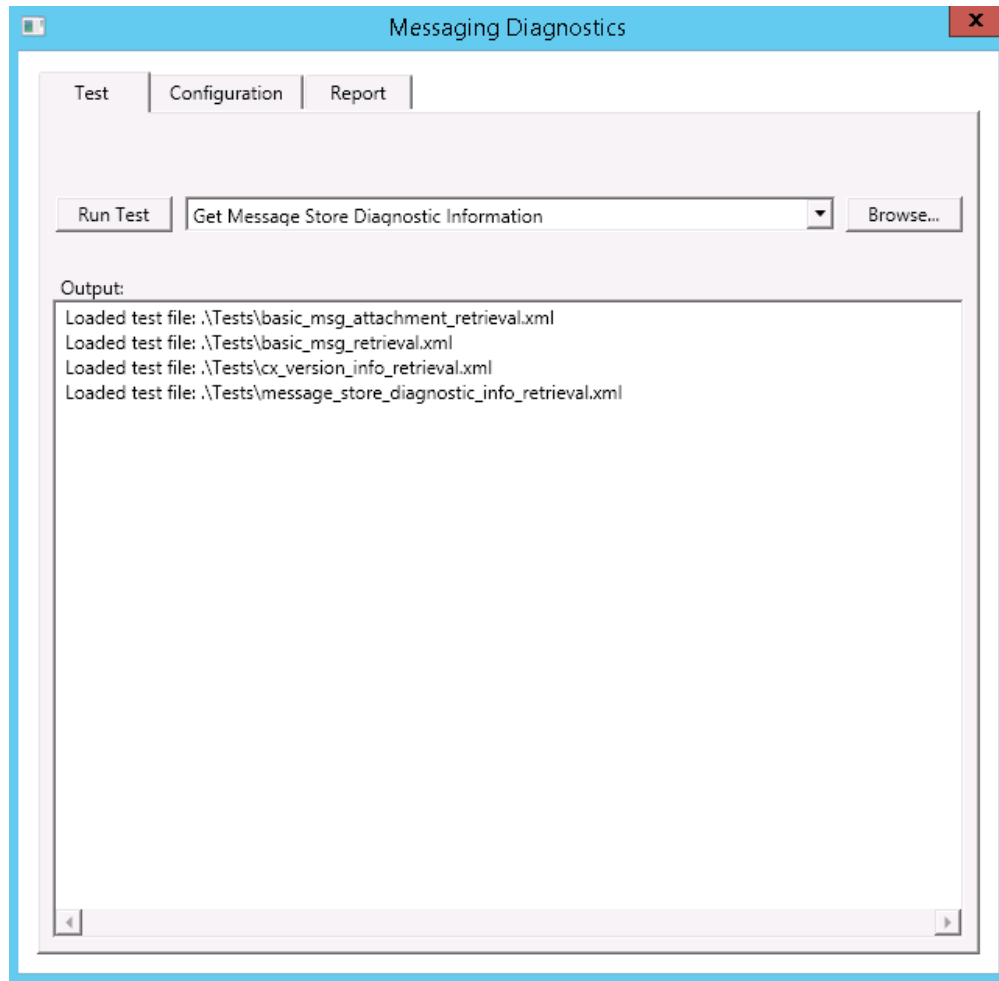 Messaging Diagnostics
x
Test Configuration Report
Run Test Get Message Store Diagnostic Information Browse...
Output:
Loaded test file: .\Tests\basic_msg_attachment_retrieval.xml
Loaded test file: .\Tests\basic_msg_retrieval.xml
Loaded test file: .\Tests\cx_version_info_retrieval.xml
Loaded test file: .\Tests\message_store_diagnostic_info_retrieval.xml